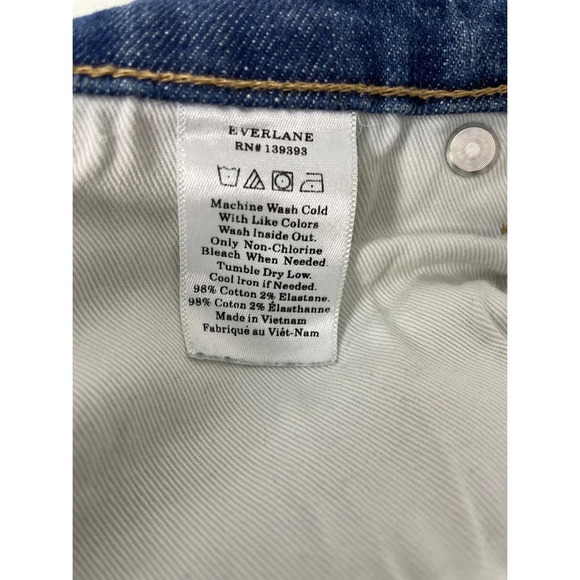 EVERLANE
RN# 139393
Machine Wash Cold
With Like Colors
Wash Inside Out.
Only Non-Chlorine
Bleach When Needed.
Tumble Dry Low.
Cool Iron if Needed.
98% Cotton 2% Elastane.
98% Coton 2% Élasthanne
Made in Vietnam
Fabriqué au Viêt-Nam